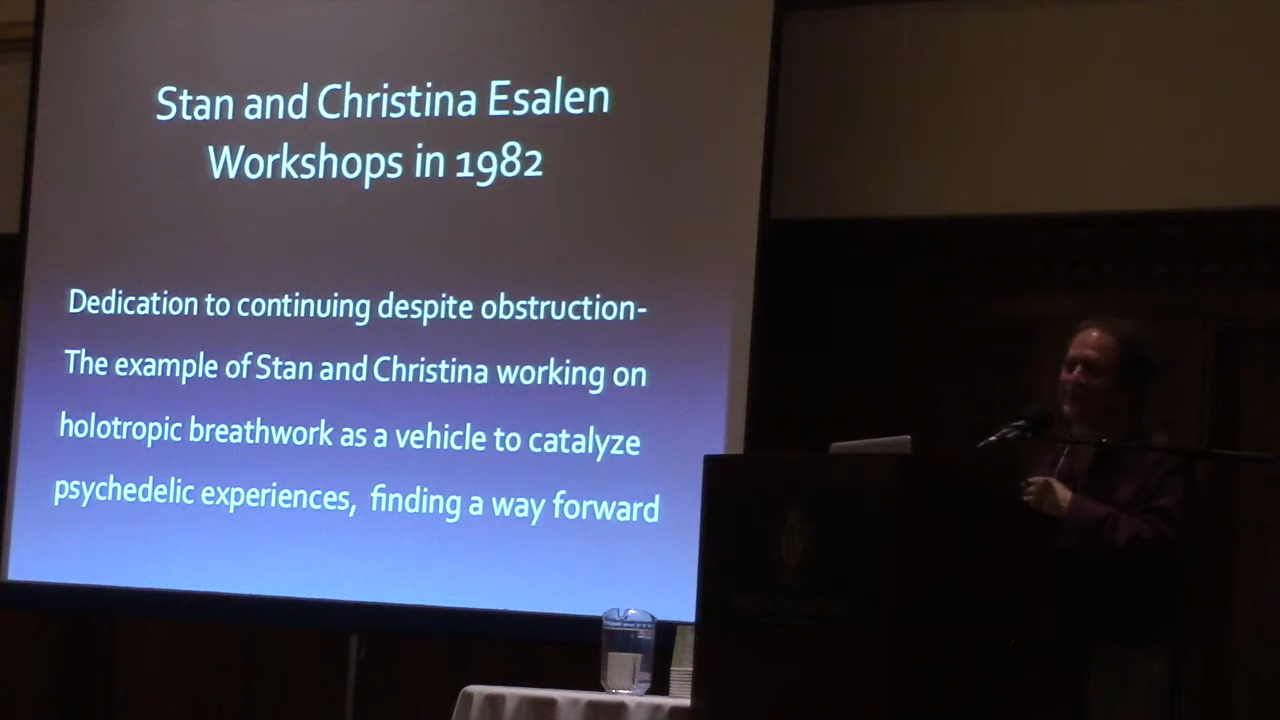 Stan and Christina Esalen
Workshops in 1982
Dedication to continuing despite obstruction-
The example of Stan and Christina working on
holotropic breathwork as a vehicle to catalyze
psychedelic experiences, finding a way forward